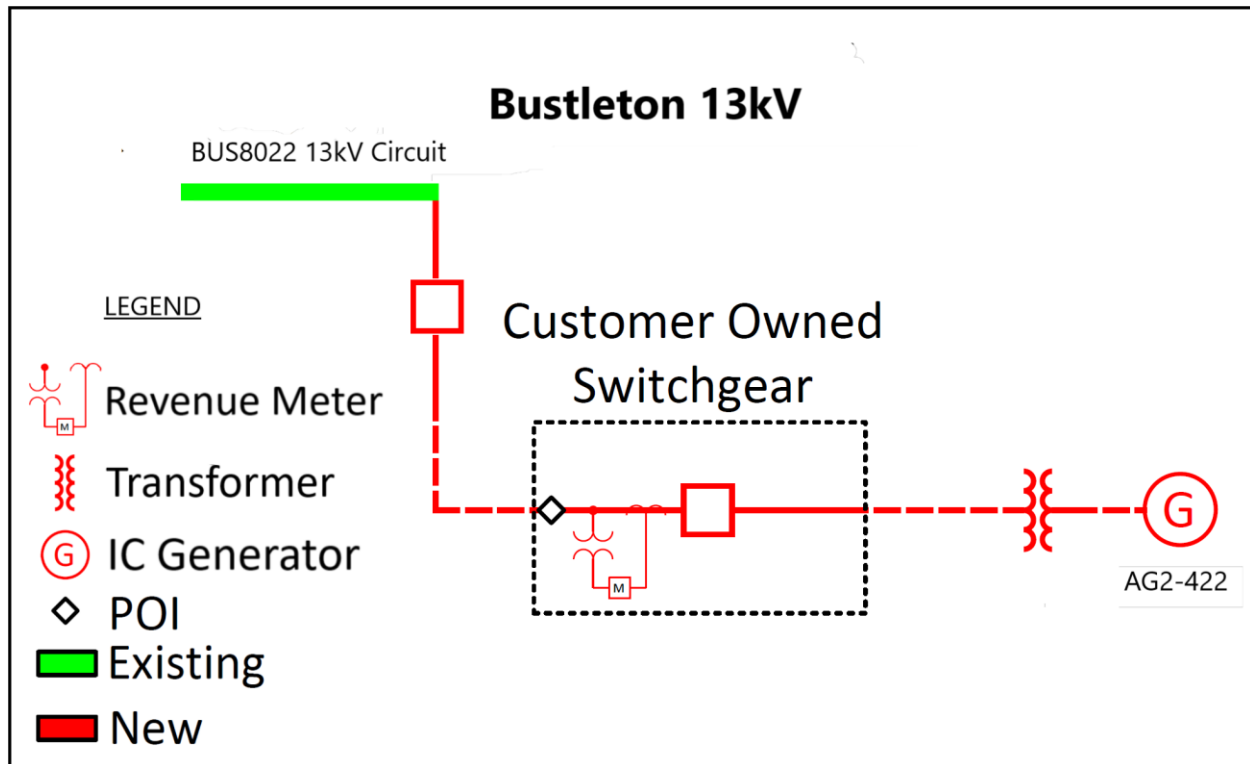 Bustleton 13kV
BUS8022 13kV Circuit
LEGEND
Customer Owned
Switchgear
M
Revenue Meter
Transformer
G
IC Generator
POI
Existing
New
M
G
AG2-422